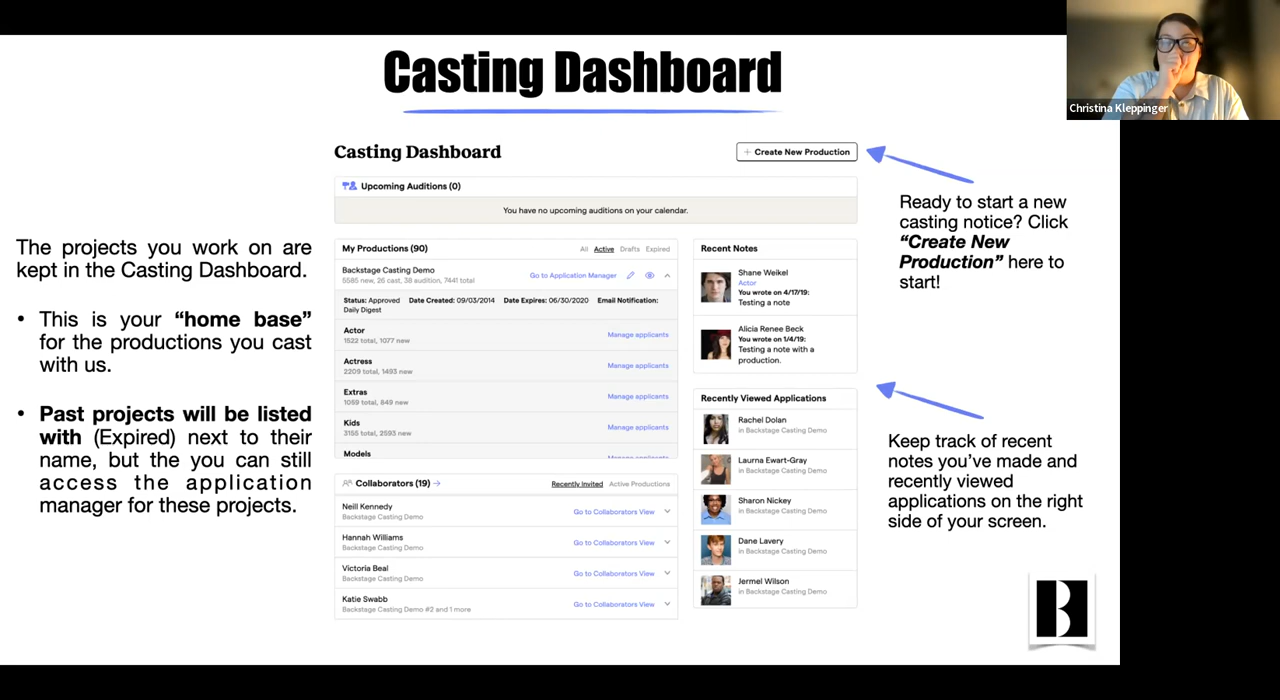 Casting Dashboard
Christina Kleppinger
Casting Dashboard
+ Create New Production
Upcoming Auditions (0)
You have no upcoming auditions on your calendar.
The projects you work on are
kept in the Casting Dashboard.
• This is your “home base”
for the productions you cast
with us.
• Past projects will be listed
with (Expired) next to their
name, but the you can still
access the application
manager for these projects.
My Productions (90)
All Active Drafts Expired
Backstage Casting Demo
5585 new, 26 cast, 38 audition, 7441 total
Go to Application Manager
Status: Approved Date Created: 09/03/2014 Date Expires: 06/30/2020 Email Notification:
Daily Digest
Actor
1522 total, 1077 new
Manage applicants
Actress
2209 total, 1493 new
Manage applicants
Extras
1059 total, 849 new
Manage applicants
Kids
3155 total, 2593 new
Manage applicants
Models
Manage applicants
Collaborators (19) →
Recently Invited Active Productions
Neill Kennedy
Backstage Casting Demo
Go to Collaborators View
Hannah Williams
Backstage Casting Demo
Go to Collaborators View
Victoria Beal
Backstage Casting Demo
Go to Collaborators View
Katie Swabb
Backstage Casting Demo #2 and 1 more
Go to Collaborators View
Recent Notes
Shane Weikel
Actor
You wrote on 4/17/19:
Testing a note
Alicia Renee Beck
You wrote on 1/4/19:
Testing a note with a
production.
Recently Viewed Applications
Rachel Dolan
in Backstage Casting Demo
Laurna Ewart-Gray
in Backstage Casting Demo
Sharon Nickey
in Backstage Casting Demo
Dane Lavery
in Backstage Casting Demo
Jermel Wilson
in Backstage Casting Demo
Ready to start a new
casting notice? Click
“Create New
Production” here to
start!
Keep track of recent
notes you’ve made and
recently viewed
applications on the right
side of your screen.
B